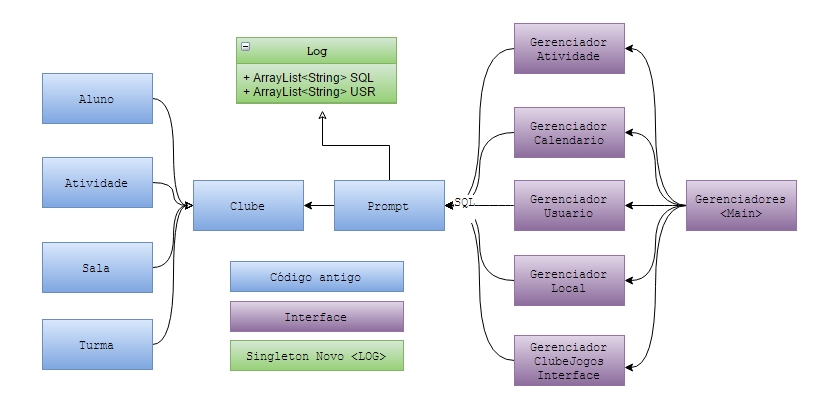 Log
+ ArrayList<String> SQL
+ ArrayList<String> USR
Aluno
Atividade
Sala
Turma
Clube
Prompt
SQL
Gerenciador
Atividade
Gerenciador
Calendario
Gerenciador
Usuario
Gerenciador
Local
Gerenciador
ClubeJogos
Interface
Gerenciadores
<Main>
Código antigo
Interface
Singleton Novo <LOG>